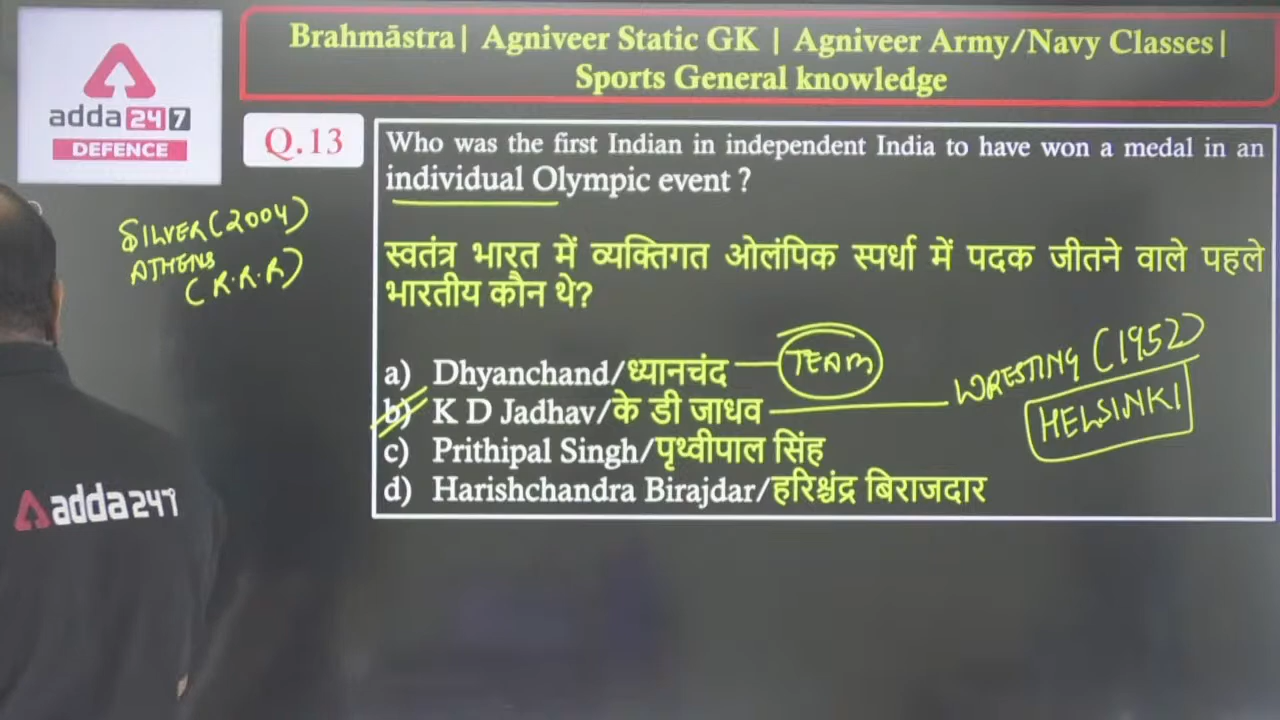 Brahmāstra| Agniveer Static GK | Agniveer Army/Navy Classes|
Sports General knowledge
adda247
DEFENCE
Q.13
Who was the first Indian in independent India to have won a medal in an
individual Olympic event ?
SILVER (2004)
ATHENS
(R.R.R)
स्वतंत्र भारत में व्यक्तिगत ओलंपिक स्पर्धा में पदक जीतने वाले पहले
भारतीय कौन थे?
a) Dhyanchand/ध्यानचंद
TEAM
b) K D Jadhav/के डी जाधव
WRESTING (1952)
HELSINKI
c) Prithipal Singh/पृथ्वीपाल सिंह
d) Harishchandra Birajdar/हरिश्चंद्र बिराजदार
adda247